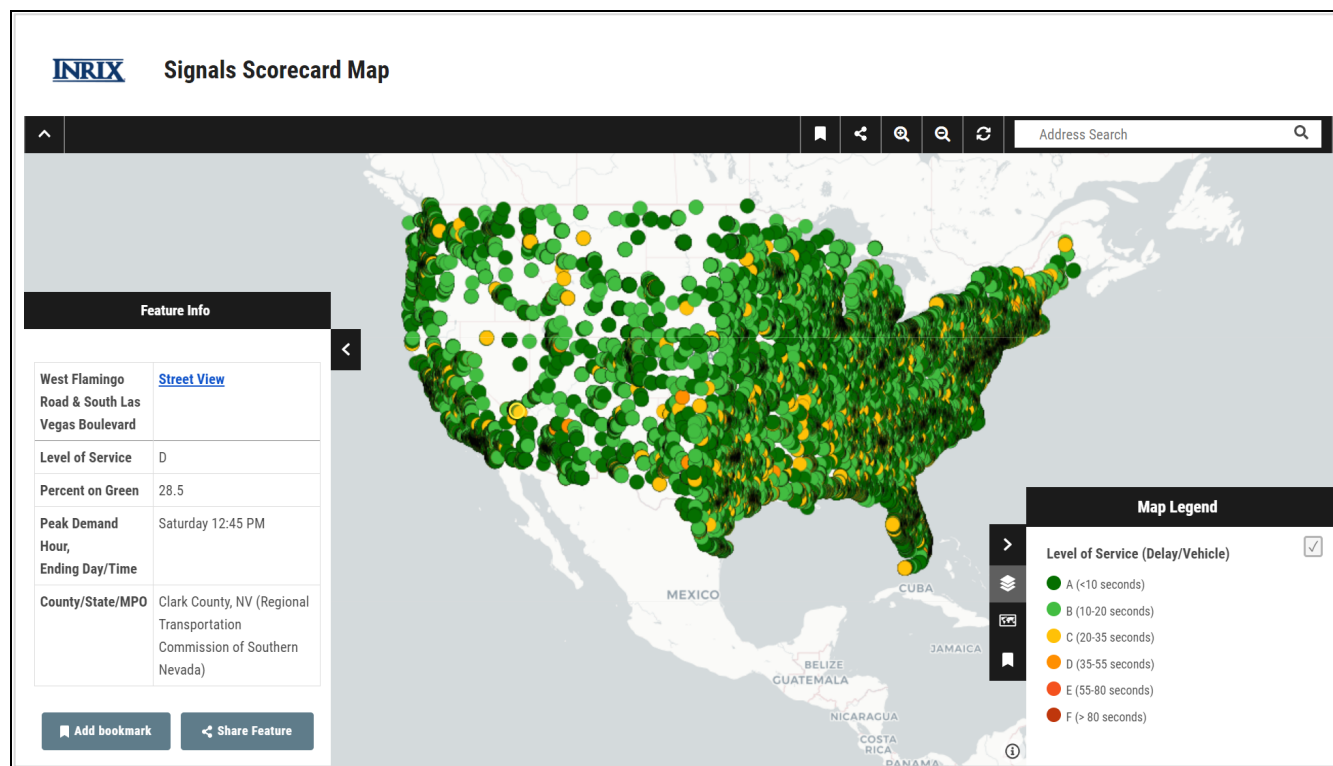 INRIX
Signals Scorecard Map
Address Search
Feature Info
West Flamingo
Road & South Las
Vegas Boulevard
Street View
Level of Service
D
Percent on Green
28.5
Peak Demand
Hour,
Ending Day/Time
Saturday 12:45 PM
County/State/MPO
Clark County, NV (Regional
Transportation
Commission of Southern
Nevada)
Add bookmark
Share Feature
MEXICO
CUBA
JAMAICA
BELIZE
GUATEMALA
NICARAGUA
COSTA
RICA
PANAMA
Map Legend
Level of Service (Delay/Vehicle)
A (<10 seconds)
B (10-20 seconds)
C (20-35 seconds)
D (35-55 seconds)
E (55-80 seconds)
F (> 80 seconds)